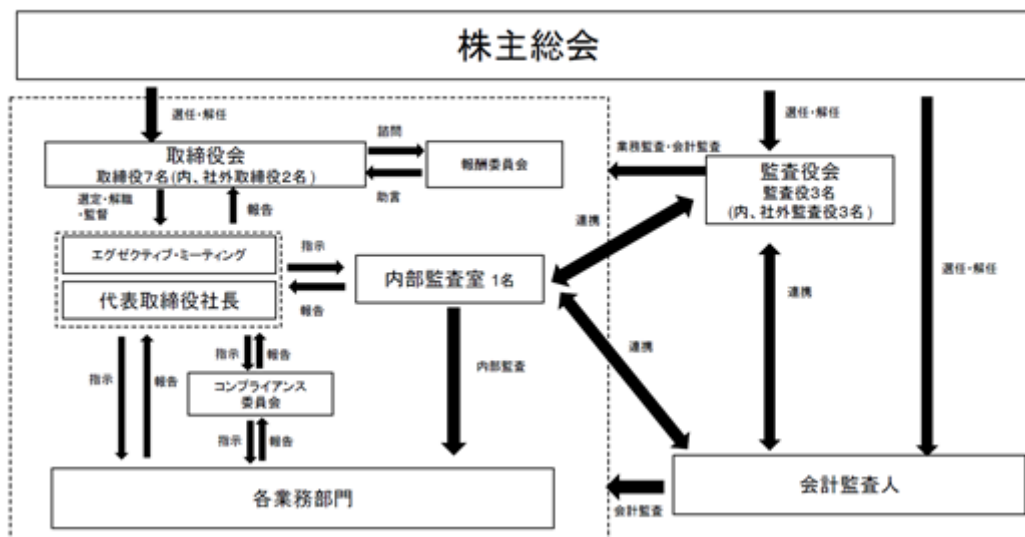 株主総会
選任・解任
選任・解任
諮問
業務監査・会計監査
取締役会
取締役7名(内、社外取締役2名)
報酬委員会
監査役会
監査役3名
(内、社外監査役3名)
助言
選定・解職
・監督
報告
連携
エグゼクティブ・ミーティング
指示
内部監査室 1名
選任・解任
代表取締役社長
報告
連携
指示
報告
指示
報告
内部監査
連携
コンプライアンス
委員会
指示
報告
各業務部門
会計監査人
会計監査